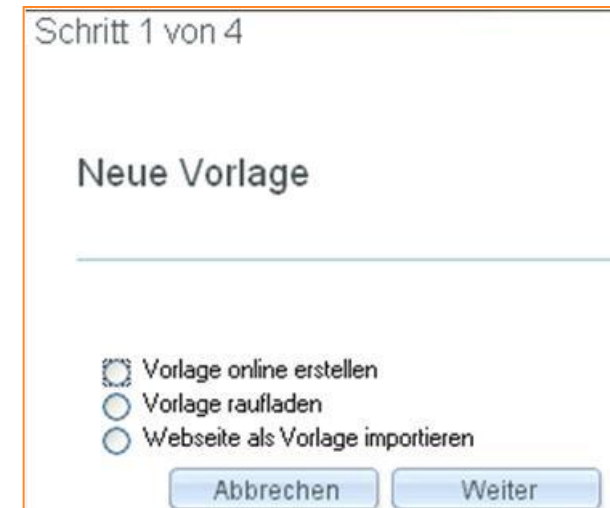 Schritt 1 von 4
Neue Vorlage
Vorlage online erstellen
Vorlage raufladen
Webseite als Vorlage importieren
Abbrechen Weiter